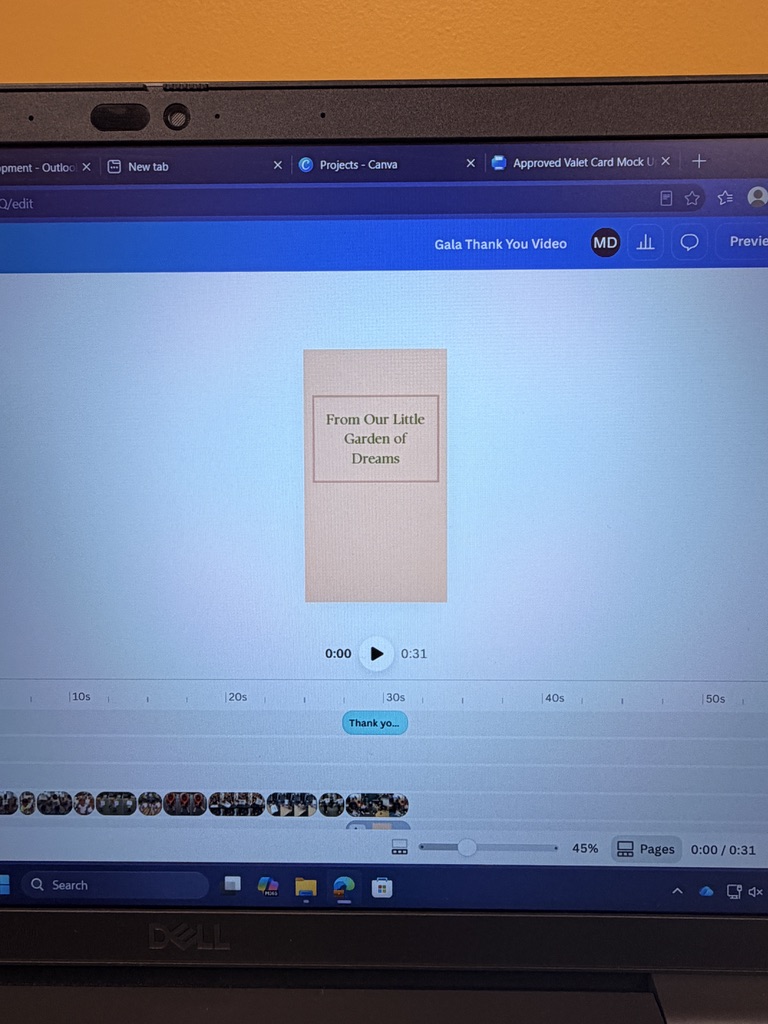 pment - Outloo
New tab
Projects - Canva
Approved Valet Card Mock U
Q/edit
Gala Thank You Video
MD
Previe
From Our Little
Garden of
Dreams
0:00
0:31
10s
20s
30s
40s
50s
Thank yo...
45%
Pages
0:00 / 0:31
Search
DELL